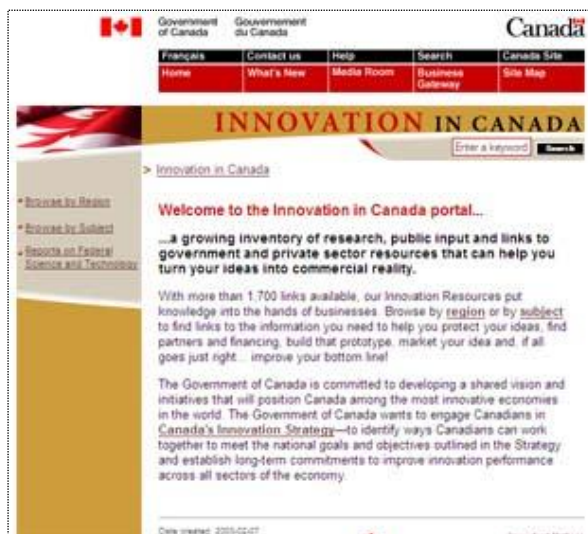 Government of Canada
Gouvernement du Canada
Canada
Français Contact us Help Search Canada Site
Home What's New Media Room Business Gateway Site Map
INNOVATION IN CANADA
Enter a keyword Search
> Innovation in Canada
Browse by Region
Browse by Subject
Reports on Federal
Science and Technology
Welcome to the Innovation in Canada portal...
...a growing inventory of research, public input and links to
government and private sector resources that can help you
turn your ideas into commercial reality.
With more than 1,700 links available, our Innovation Resources put
knowledge into the hands of businesses. Browse by region or by subject
to find links to the information you need to help you protect your ideas, find
partners and financing, build that prototype, market your idea and, if all
goes just right... improve your bottom line!
The Government of Canada is committed to developing a shared vision and
initiatives that will position Canada among the most innovative economies
in the world. The Government of Canada wants to engage Canadians in
Canada's Innovation Strategy—to identify ways Canadians can work
together to meet the national goals and objectives outlined in the Strategy
and establish long-term commitments to improve innovation performance
across all sectors of the economy.
Date created: